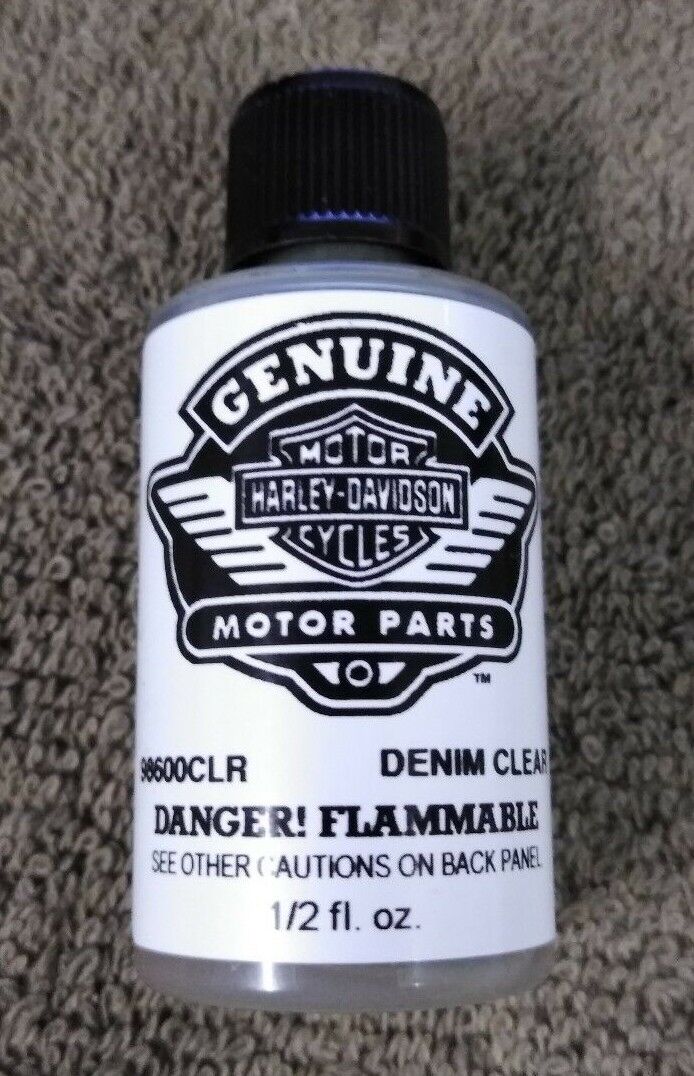 GENUINE
MOTOR
HARLEY-DAVIDSON
CYCLES
MOTOR PARTS
TM
98600CLR DENIM CLEAR
DANGER! FLAMMABLE
SEE OTHER CAUTIONS ON BACK PANEL
1/2 fl. oz.